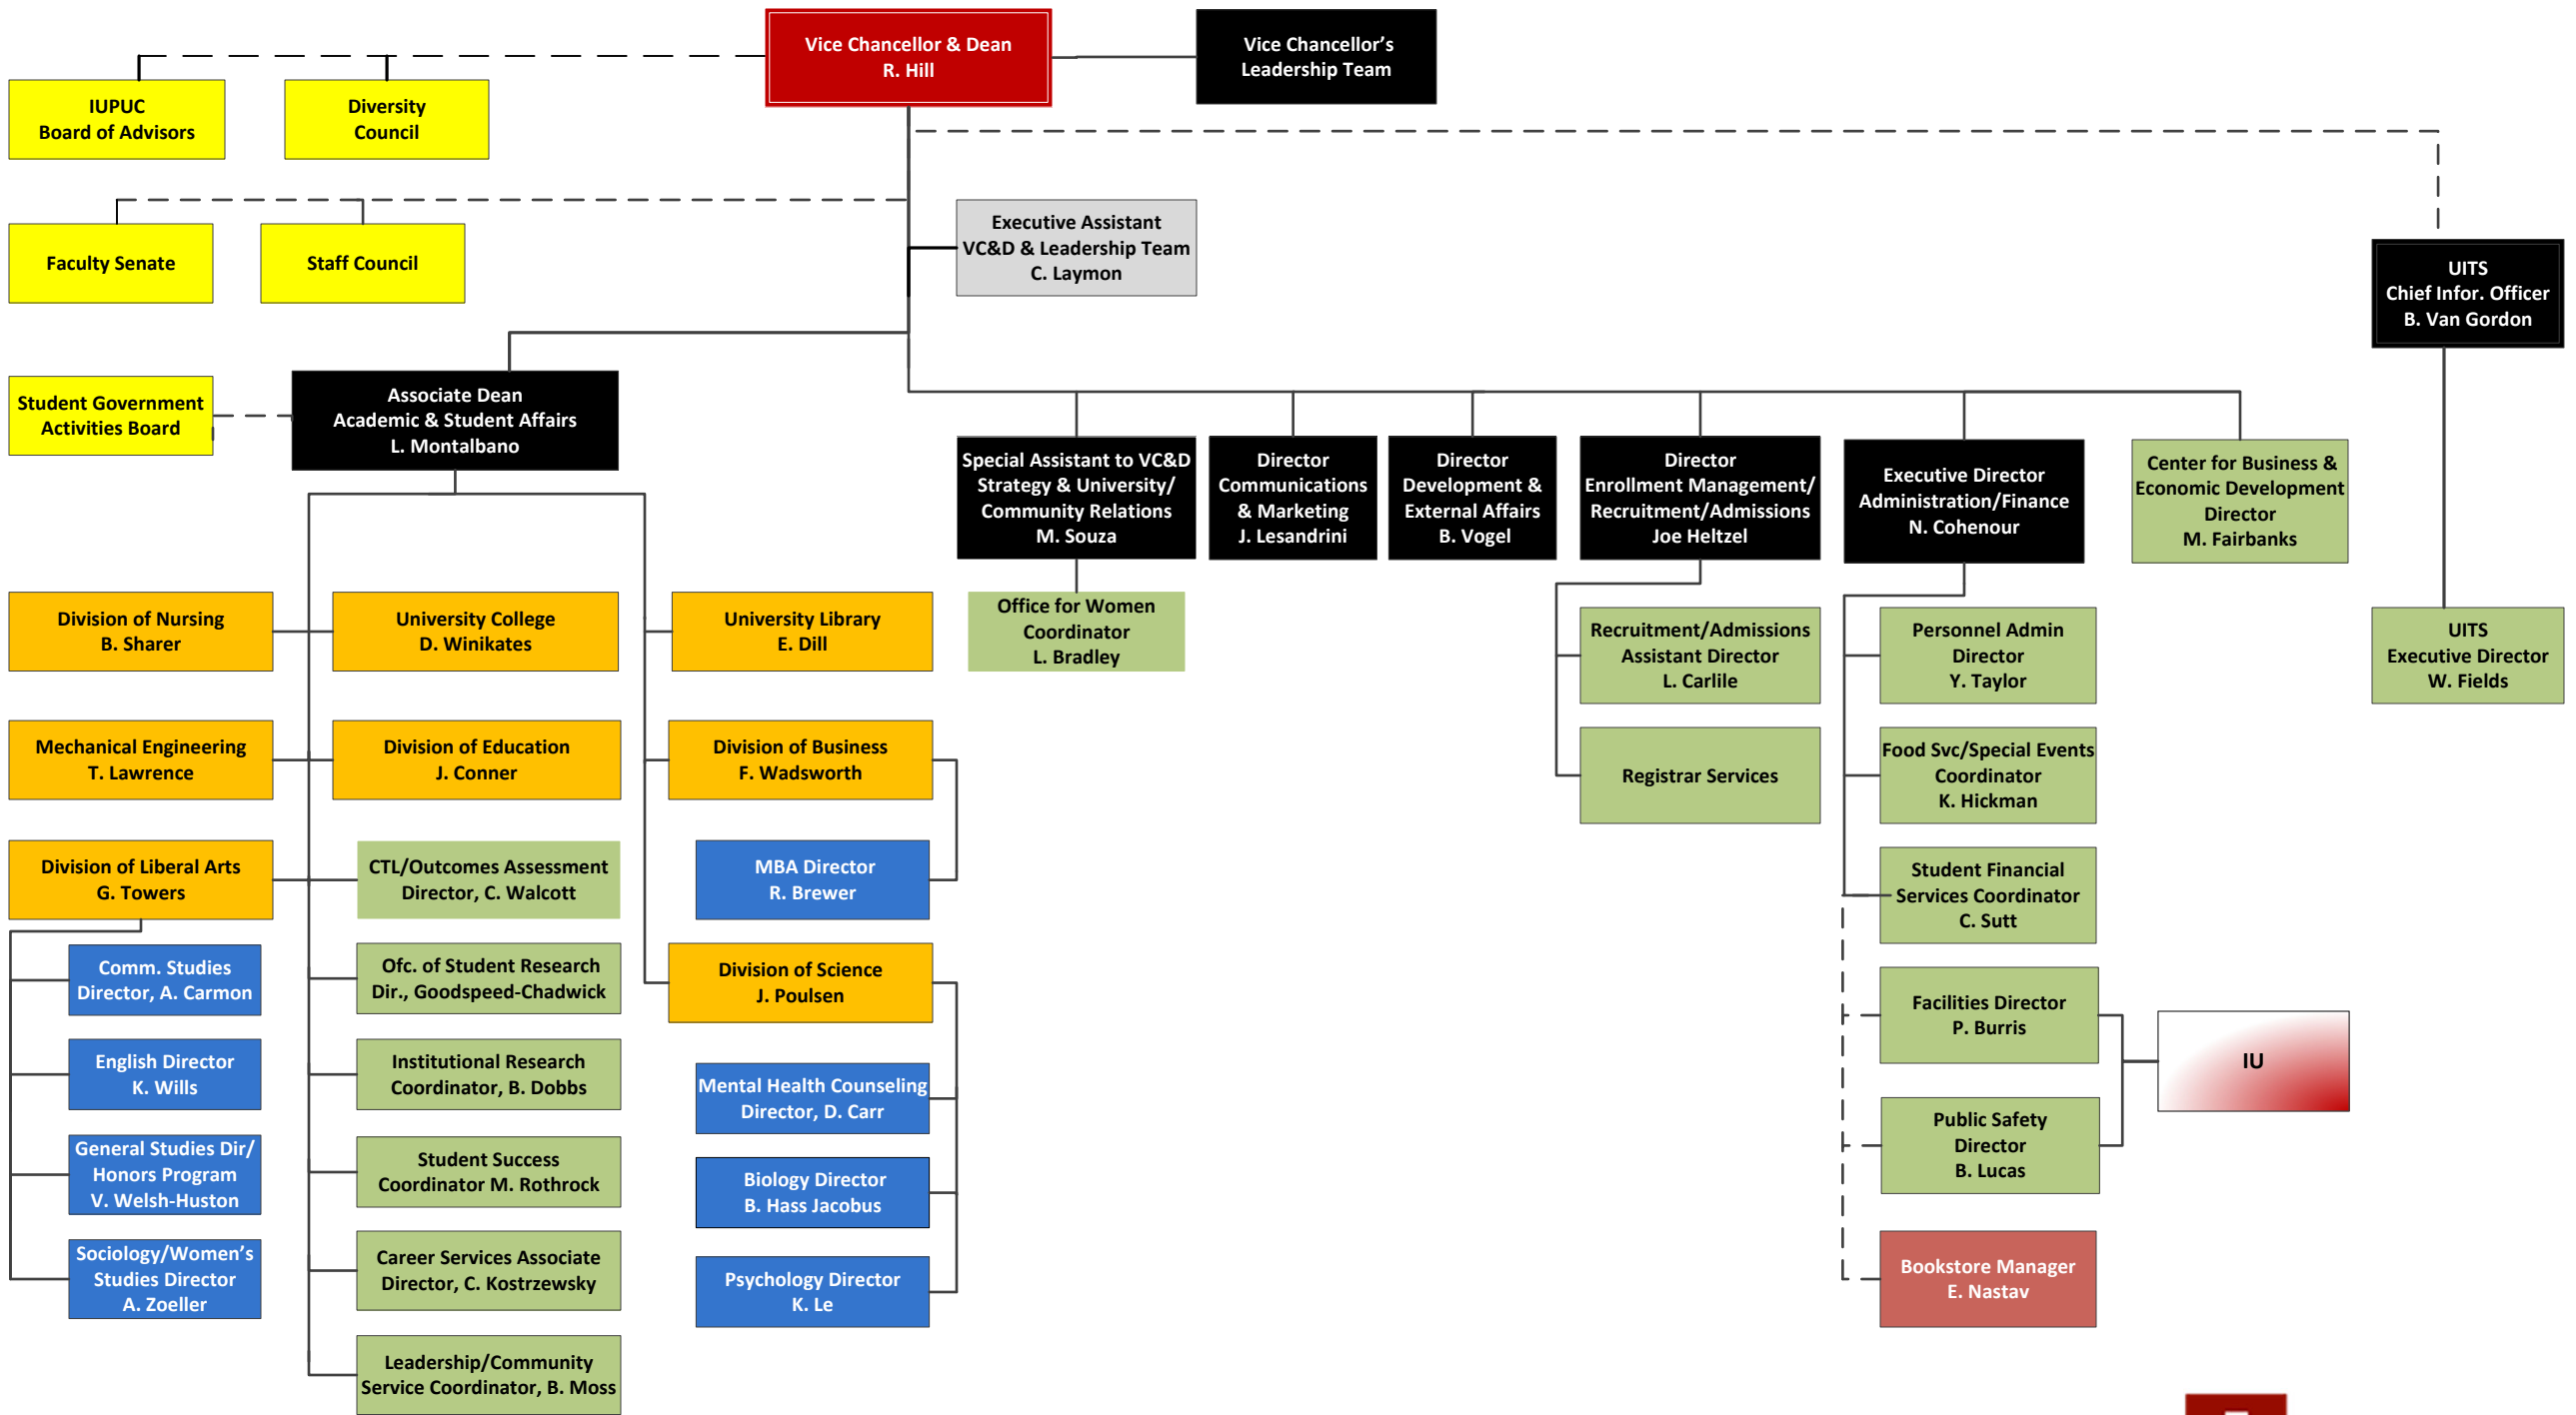 Vice Chancellor & Dean
R. Hill
Vice Chancellor’s
Leadership Team
IUPUC
Board of Advisors
Diversity
Council
Faculty Senate
Staff Council
Executive Assistant
VC&D & Leadership Team
C. Laymon
UITS
Chief Infor. Officer
B. Van Gordon
Student Government
Activities Board
Associate Dean
Academic & Student Affairs
L. Montalbano
Special Assistant to VC&D
Strategy & University/
Community Relations
M. Souza
Director
Communications
& Marketing
J. Lesandrini
Director
Development &
External Affairs
B. Vogel
Director
Enrollment Management/
Recruitment/Admissions
Joe Heltzel
Executive Director
Administration/Finance
N. Cohenour
Center for Business &
Economic Development
Director
M. Fairbanks
Division of Nursing
B. Sharer
University College
D. Winikates
University Library
E. Dill
Office for Women
Coordinator
L. Bradley
Recruitment/Admissions
Assistant Director
L. Carlile
Personnel Admin
Director
Y. Taylor
UITS
Executive Director
W. Fields
Mechanical Engineering
T. Lawrence
Division of Education
J. Conner
Division of Business
F. Wadsworth
Registrar Services
Food Svc/Special Events
Coordinator
K. Hickman
Division of Liberal Arts
G. Towers
CTL/Outcomes Assessment
Director, C. Walcott
MBA Director
R. Brewer
Student Financial
Services Coordinator
C. Sutt
Comm. Studies
Director, A. Carmon
Ofc. of Student Research
Dir., Goodspeed-Chadwick
Division of Science
J. Poulsen
Facilities Director
P. Burris
IU
English Director
K. Wills
Institutional Research
Coordinator, B. Dobbs
Mental Health Counseling
Director, D. Carr
Public Safety
Director
B. Lucas
General Studies Dir/
Honors Program
V. Welsh-Huston
Student Success
Coordinator M. Rothrock
Biology Director
B. Hass Jacobus
Sociology/Women’s
Studies Director
A. Zoeller
Career Services Associate
Director, C. Kostrzewsky
Psychology Director
K. Le
Bookstore Manager
E. Nastav
Leadership/Community
Service Coordinator, B. Moss